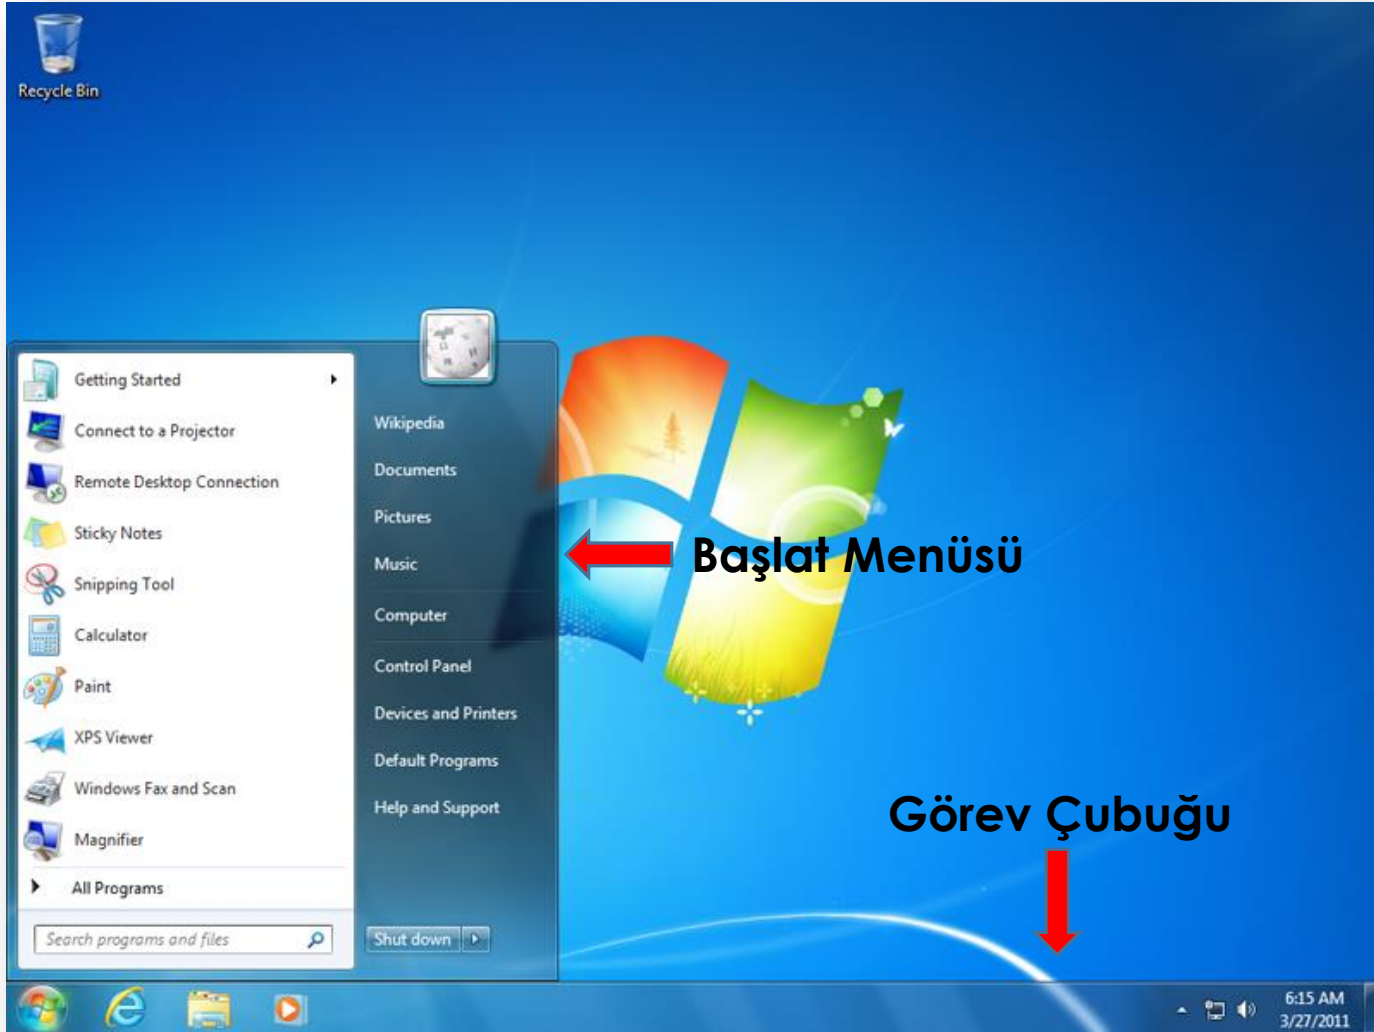 Recycle Bin
Getting Started
Connect to a Projector
Remote Desktop Connection
Sticky Notes
Snipping Tool
Calculator
Paint
XPS Viewer
Windows Fax and Scan
Magnifier
All Programs
Search programs and files
Wikipedia
Documents
Pictures
Music
Computer
Control Panel
Devices and Printers
Default Programs
Help and Support
Shut down
Başlat Menüsü
Görev Çubuğu
6:15 AM
3/27/2011